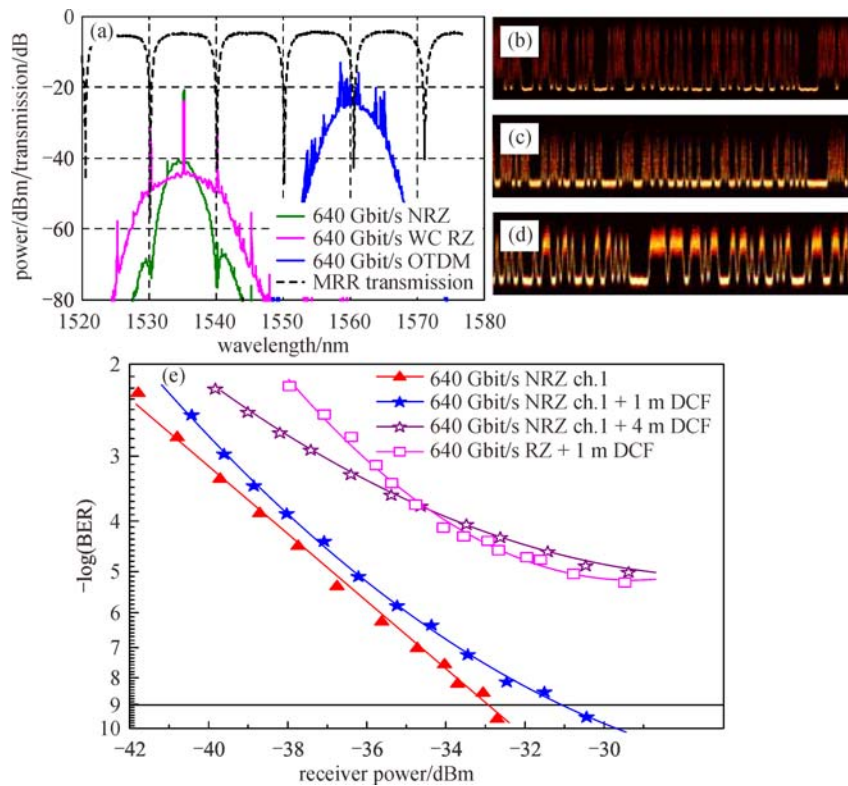 (a)
0
−20
−40
−60
−80
power/dBm/transmission/dB
640 Gbit/s NRZ
640 Gbit/s WC RZ
640 Gbit/s OTDM
MRR transmission
1520 1530 1540 1550 1560 1570 1580
wavelength/nm
(b)
(c)
(d)
(e)
2
3
4
5
6
7
8
9
10
−log(BER)
640 Gbit/s NRZ ch.1
640 Gbit/s NRZ ch.1 + 1 m DCF
640 Gbit/s NRZ ch.1 + 4 m DCF
640 Gbit/s RZ + 1 m DCF
−42 −40 −38 −36 −34 −32 −30
receiver power/dBm